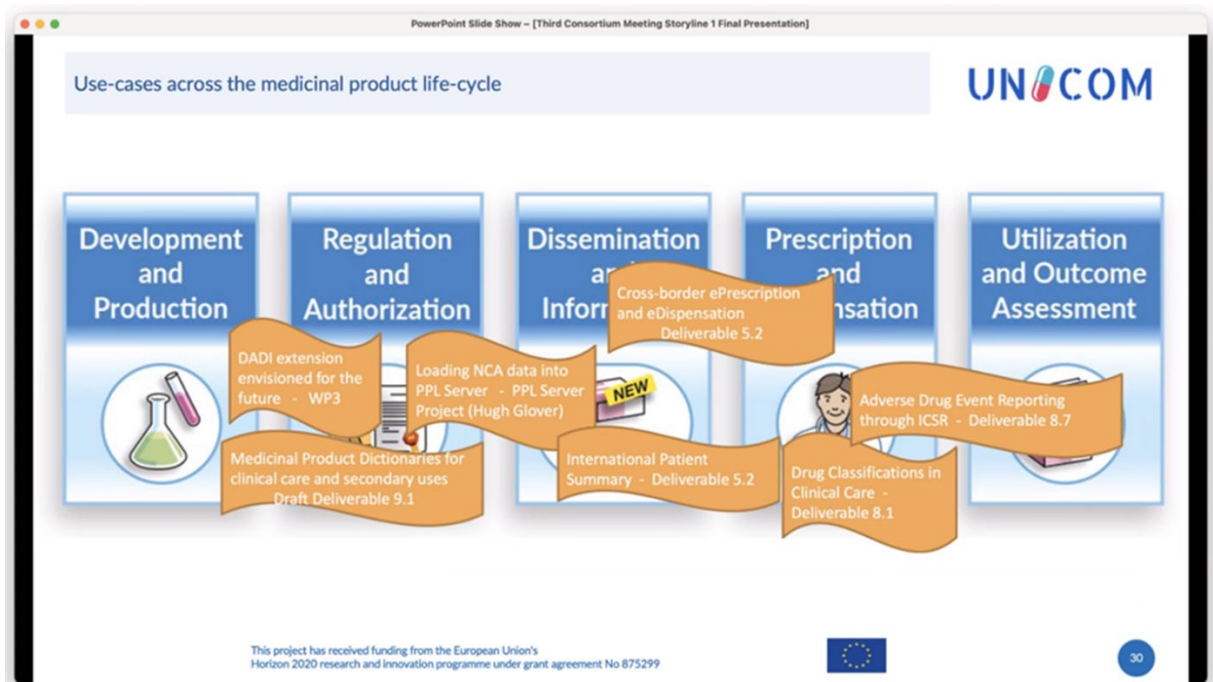 PowerPoint Slide Show – [Third Consortium Meeting Storyline 1 Final Presentation]
Use-cases across the medicinal product life-cycle
UNICOM
Development
and
Production
Regulation
and
Authorization
Dissemination
and
Infor
Prescription
and
nsation
Utilization
and Outcome
Assessment
Cross-border ePrescription
and eDispensation
Deliverable 5.2
DADI extension
envisioned for the
future - WP3
Loading NCA data into
PPL Server - PPL Server
Project (Hugh Glover)
NEW
Adverse Drug Event Reporting
through ICSR - Deliverable 8.7
Medicinal Product Dictionaries for
clinical care and secondary uses
Draft Deliverable 9.1
International Patient
Summary - Deliverable 5.2
Drug Classifications in
Clinical Care -
Deliverable 8.1
This project has received funding from the European Union's
Horizon 2020 research and innovation programme under grant agreement No 875299
30